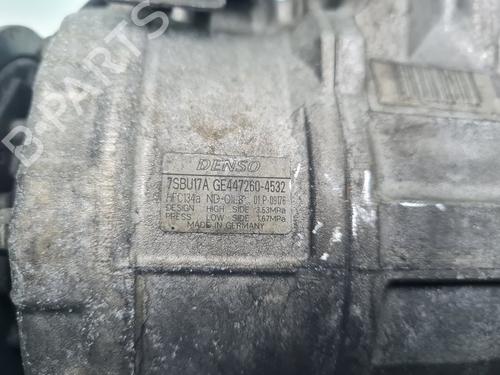 DENSO
7SBU17A GE447260-4532
HFC134a ND-OIL8 01P-09176
DESIGN HIGH SIDE 3.53MPa
PRESS LOW SIDE 1.67MPa
MADE IN GERMANY
B-PARTS